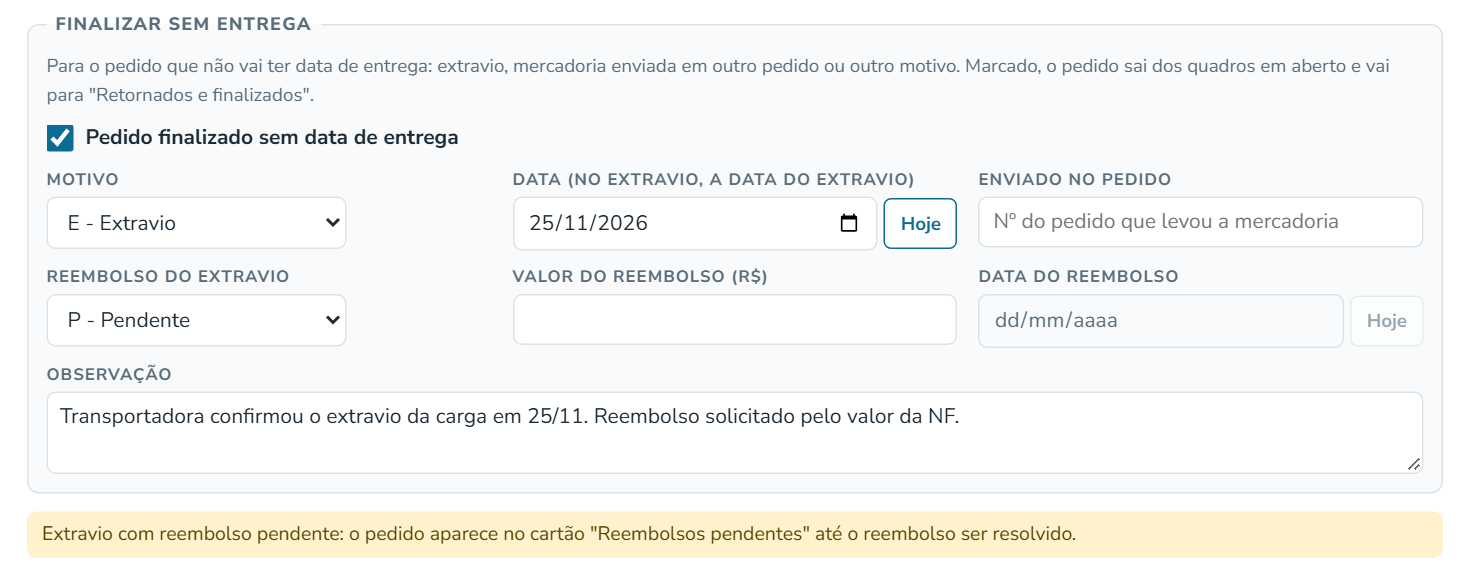 FINALIZAR SEM ENTREGA
Para o pedido que não vai ter data de entrega: extravio, mercadoria enviada em outro pedido ou outro motivo. Marcado, o pedido sai dos quadros em aberto e vai
para "Retornados e finalizados".
Pedido finalizado sem data de entrega
MOTIVO
E - Extravio
DATA (NO EXTRAVIO, A DATA DO EXTRAVIO)
25/11/2026
Hoje
ENVIADO NO PEDIDO
Nº do pedido que levou a mercadoria
REEMBOLSO DO EXTRAVIO
P - Pendente
VALOR DO REEMBOLSO (R$)
DATA DO REEMBOLSO
dd/mm/aaaa
Hoje
OBSERVAÇÃO
Transportadora confirmou o extravio da carga em 25/11. Reembolso solicitado pelo valor da NF.
Extravio com reembolso pendente: o pedido aparece no cartão "Reembolsos pendentes" até o reembolso ser resolvido.